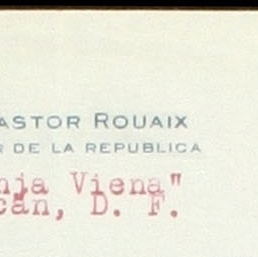 ASTOR ROUAIX
R DE LA REPUBLICA
nja Viena"
can, D. F.